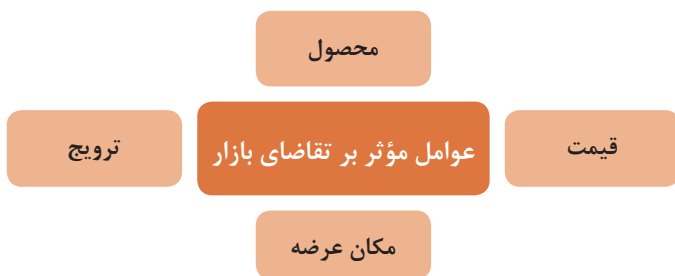 محصول
قیمت
عوامل مؤثر بر تقاضای بازار
ترویج
مکان عرضه